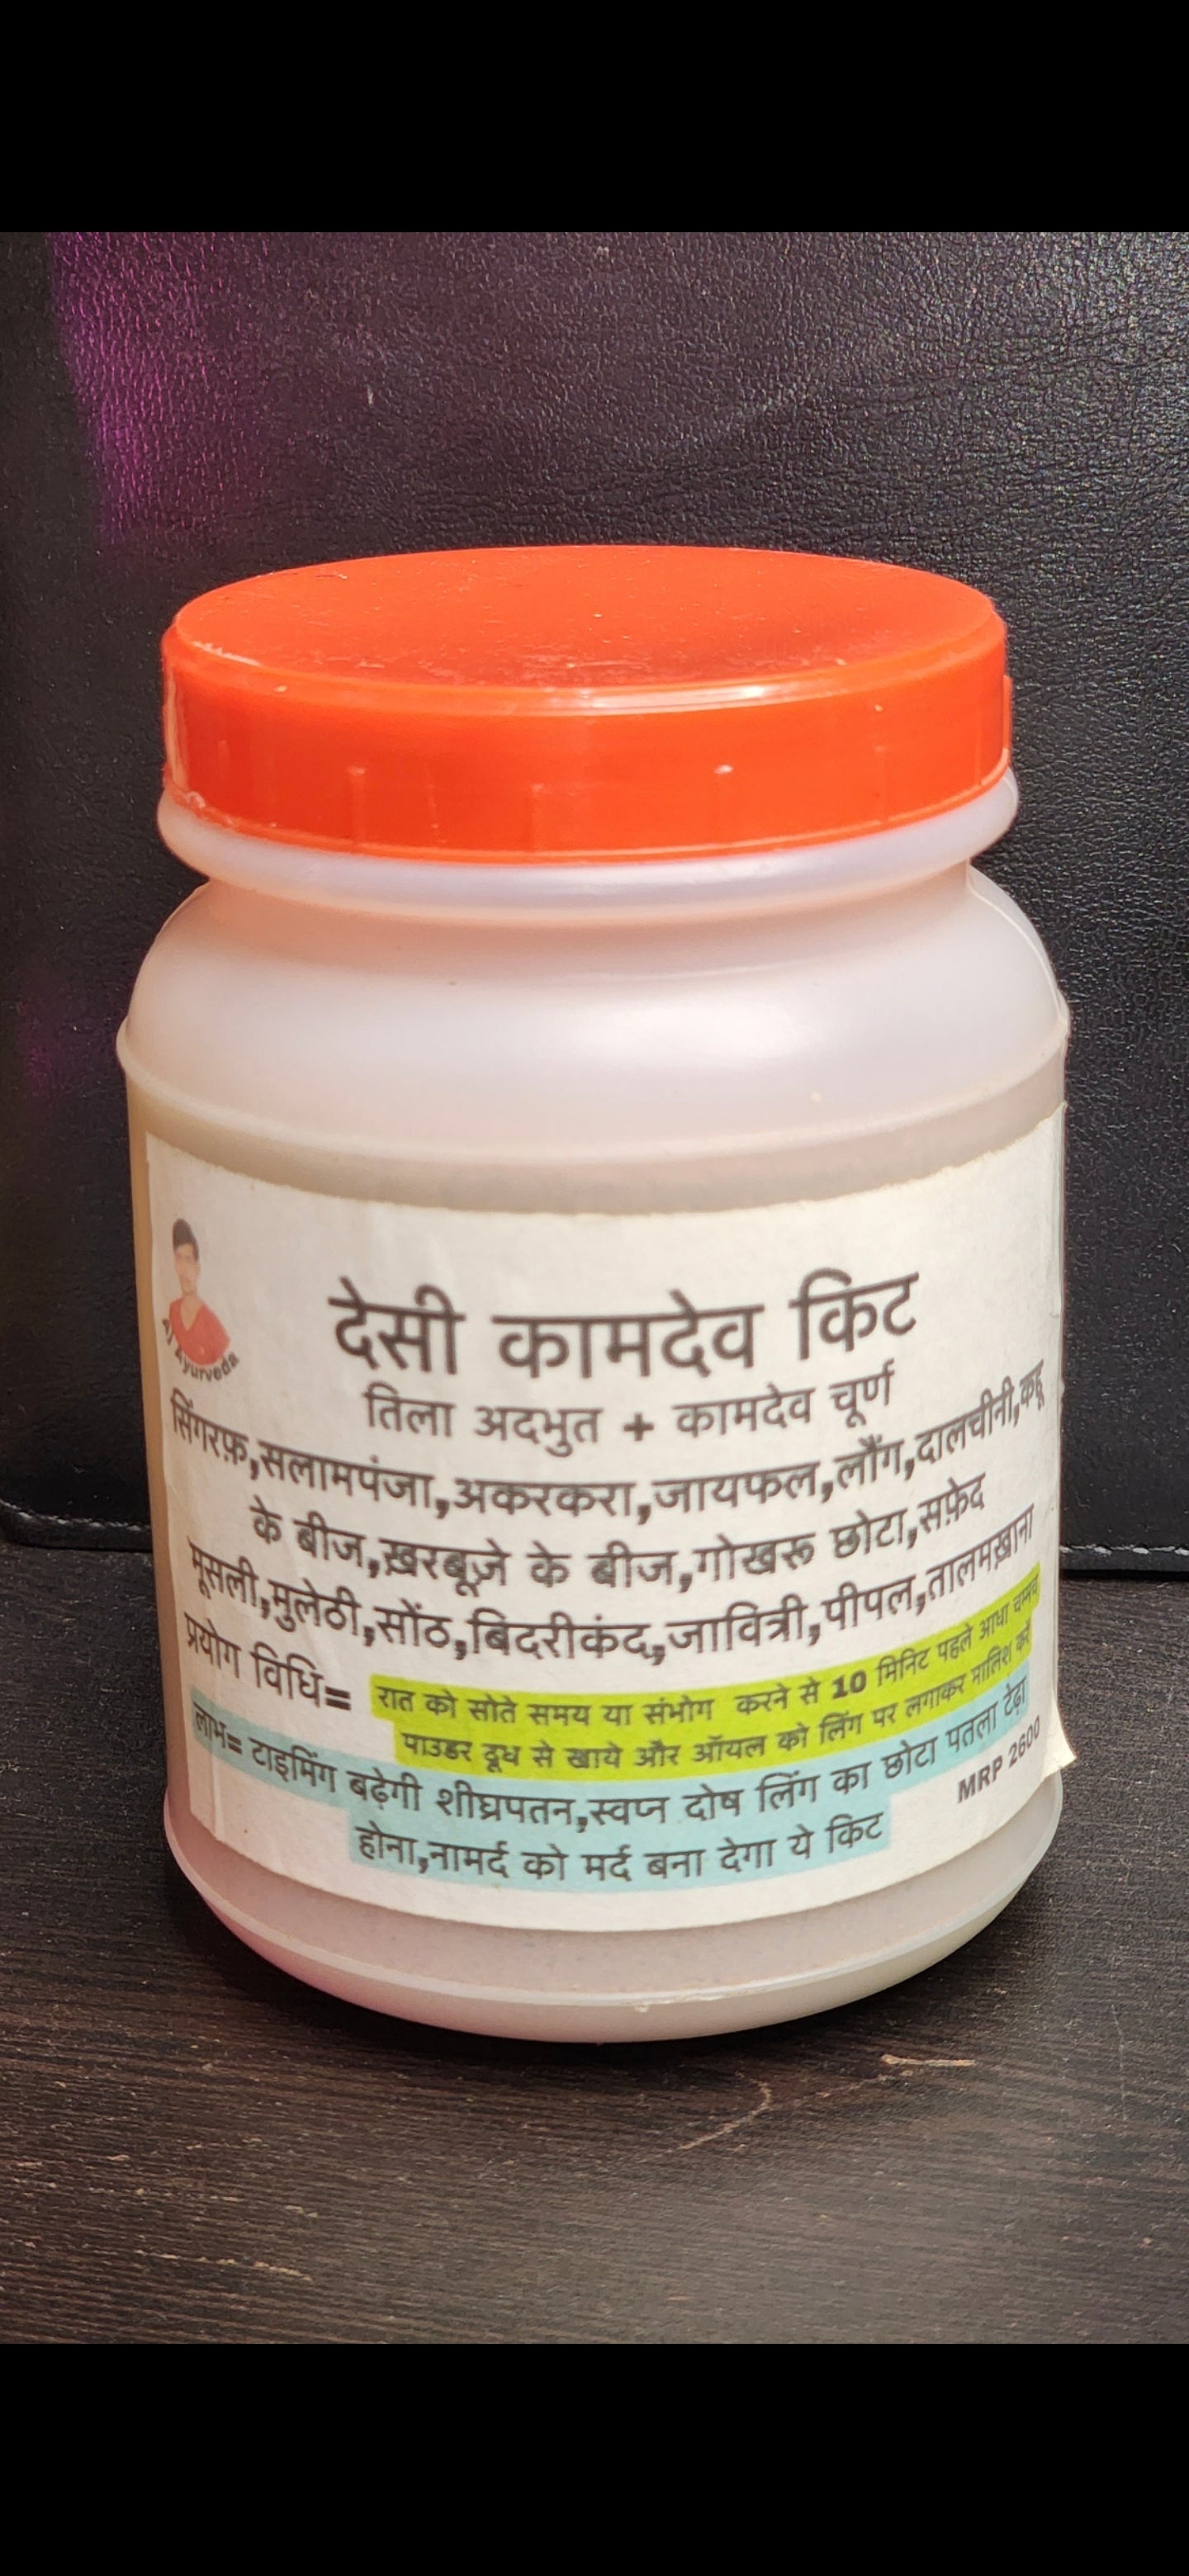 Ayurveda
देसी कामदेव किट
तिला अदभुत + कामदेव चूर्ण
सिंगरफ़,सलामपंजा,अकरकरा,जायफल,लौंग,दालचीनी,कद्दू
के बीज,ख़रबूज़े के बीज,गोखरू छोटा,सफ़ेद
मूसली,मुलेठी,सोंठ,बिदरीकंद,जावित्री,पीपल,तालमख़ाना
प्रयोग विधि= रात को सोते समय या संभोग करने से 10 मिनिट पहले आधा चम्मच
पाउडर दूध से खाये और ऑयल को लिंग पर लगाकर मालिश करें
लाभ= टाइमिंग बढ़ेगी शीघ्रपतन,स्वप्न दोष लिंग का छोटा पतला टेढ़ा
होना,नामर्द को मर्द बना देगा ये किट
MRP 2600